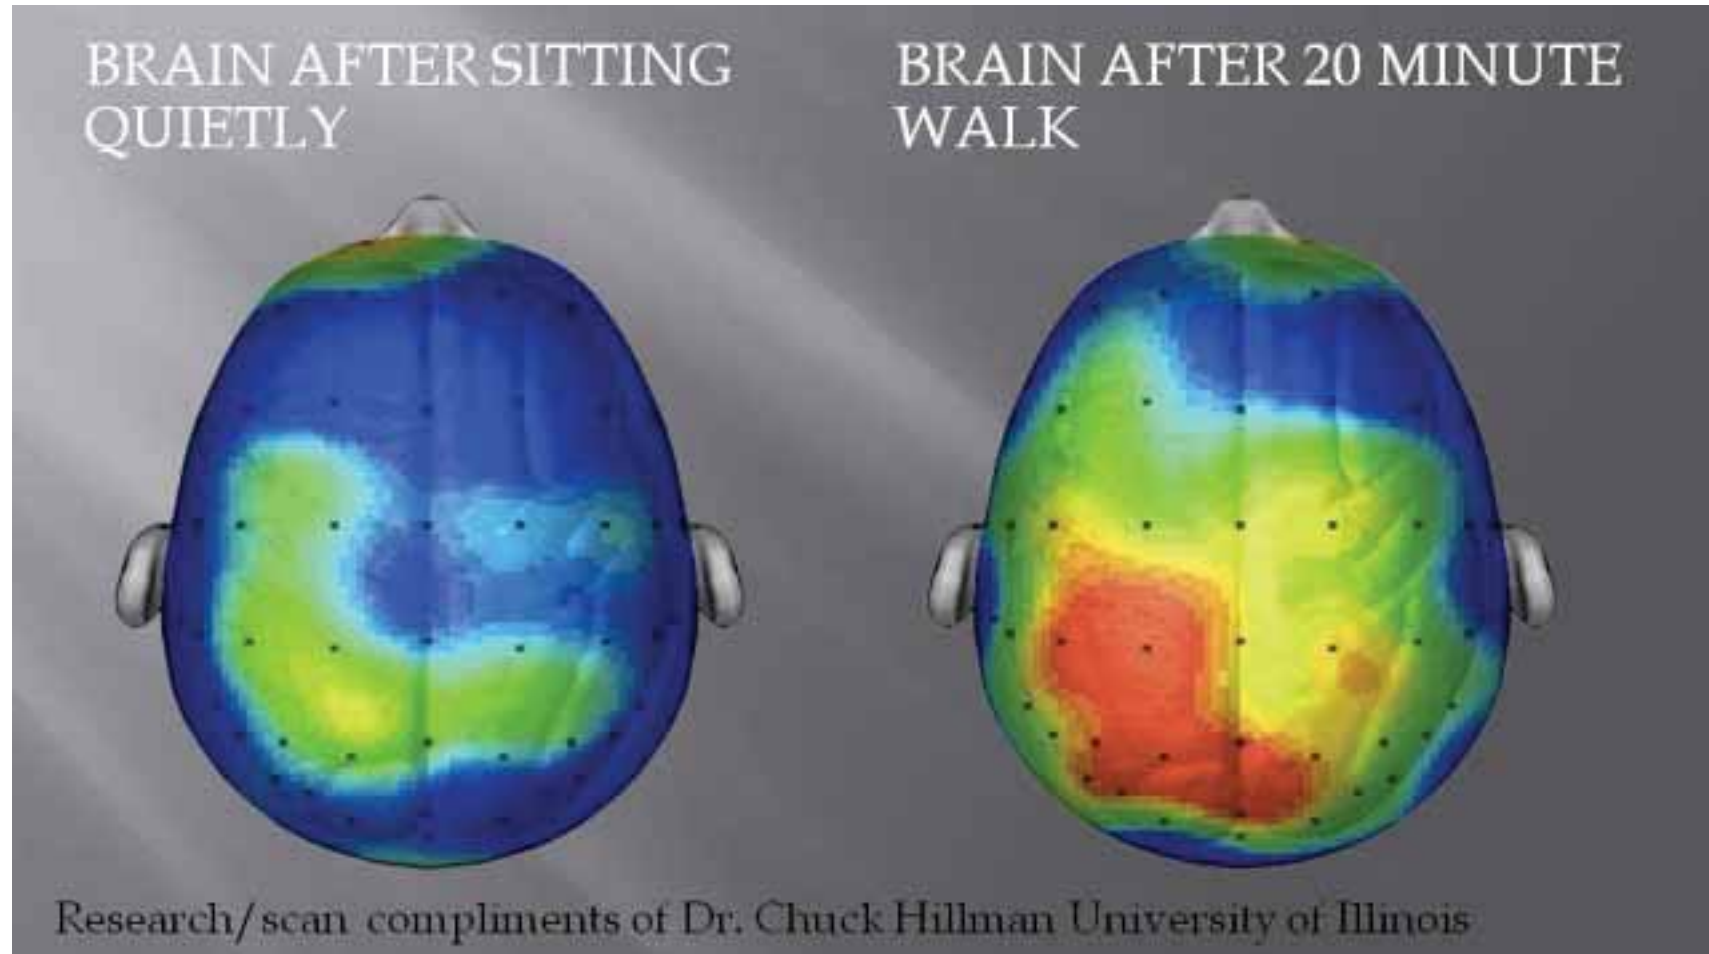 BRAIN AFTER SITTING
QUIETLY
BRAIN AFTER 20 MINUTE
WALK
Research/scan compliments of Dr. Chuck Hillman University of Illinois